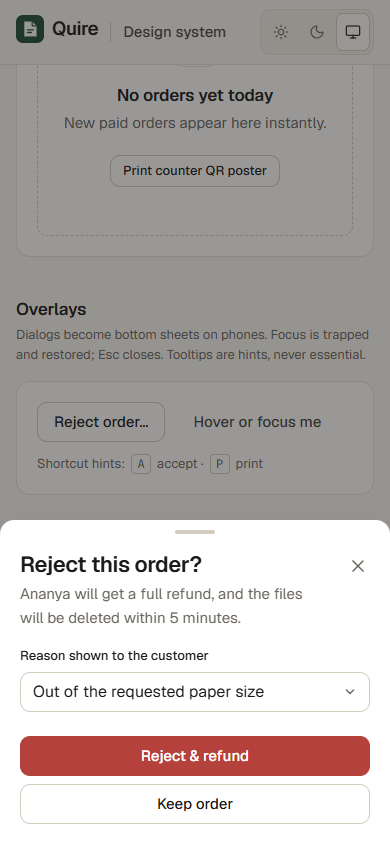 Quire Design system
No orders yet today
New paid orders appear here instantly.
Print counter QR poster
Overlays
Dialogs become bottom sheets on phones. Focus is trapped
and restored; Esc closes. Tooltips are hints, never essential.
Reject order... Hover or focus me
Shortcut hints: A accept · P print
Reject this order?
Ananya will get a full refund, and the files
will be deleted within 5 minutes.
Reason shown to the customer
Out of the requested paper size
Reject & refund
Keep order